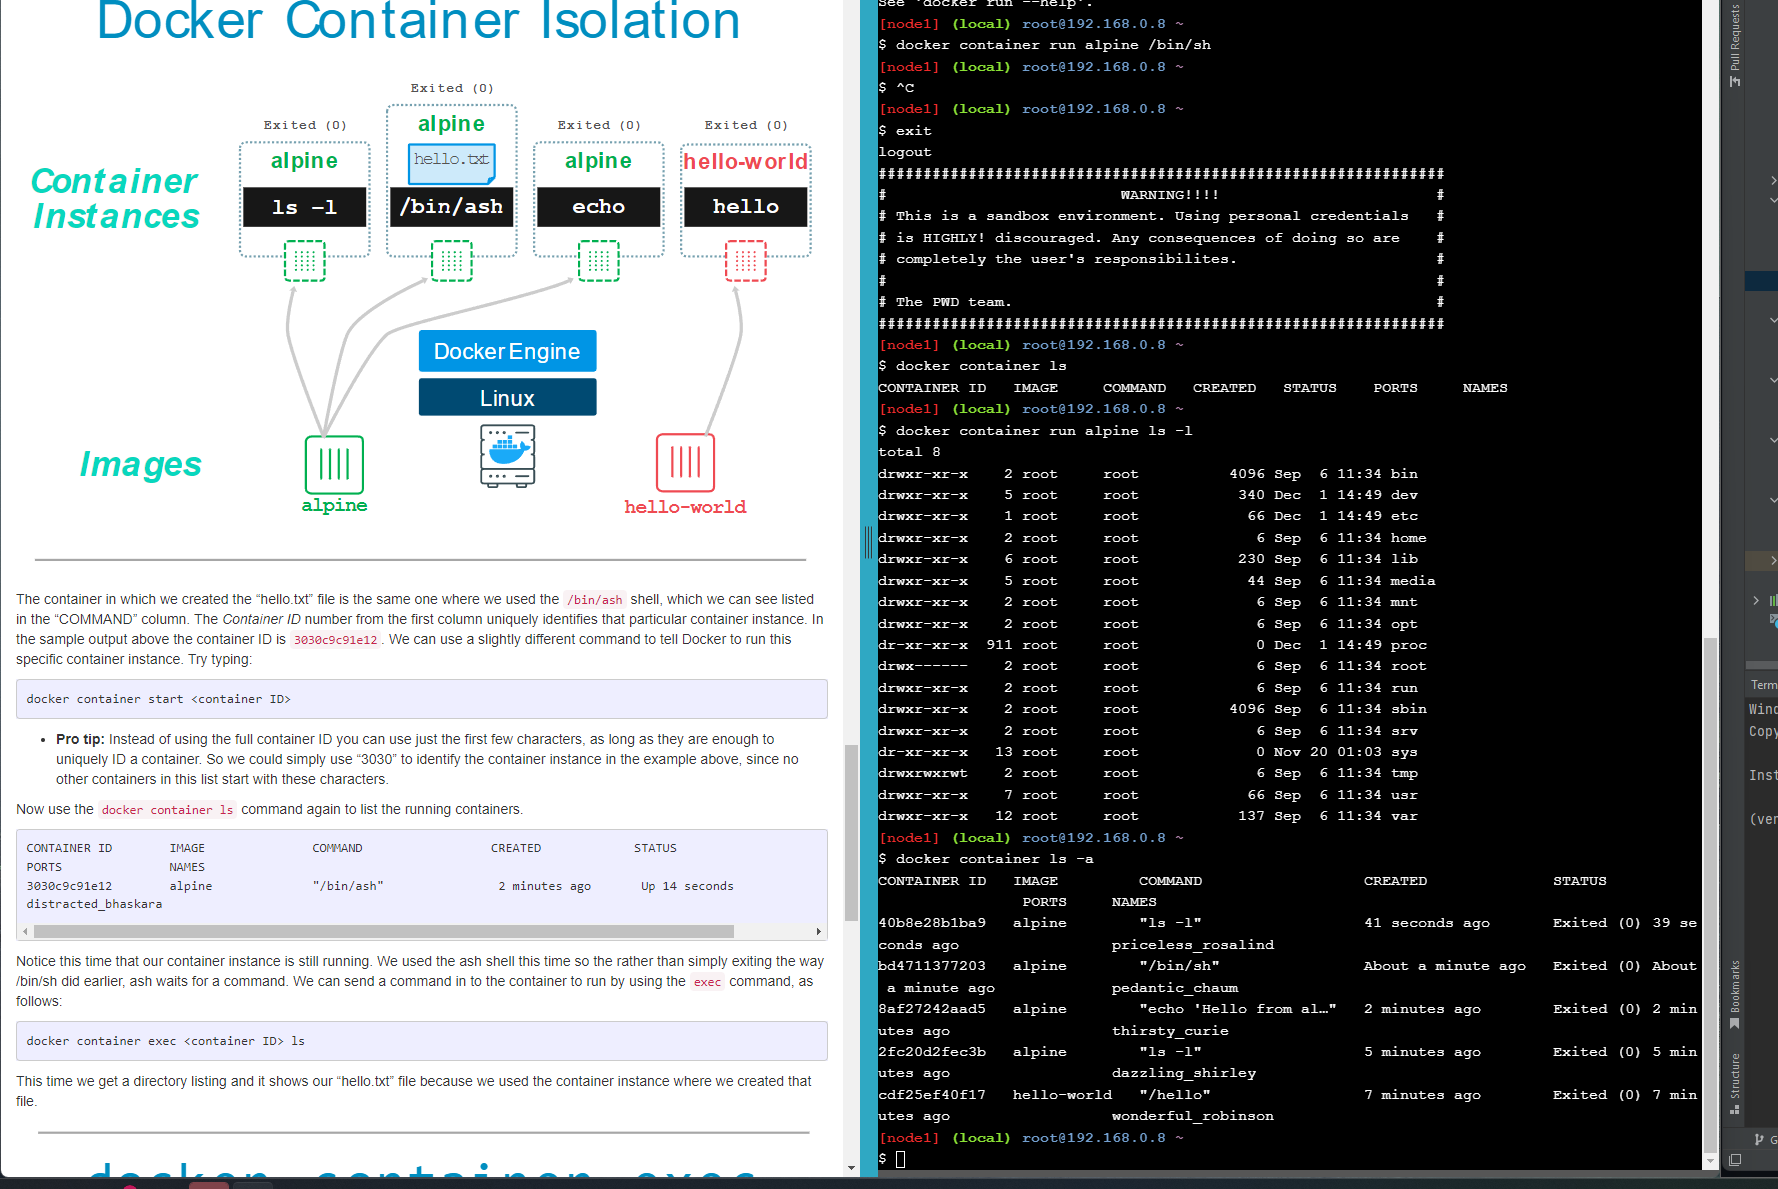 Docker Container Isolation
Exited (0)
Exited (0)
alpine
Exited (0)
Exited (0)
alpine
hello.txt
alpine
hello-world
Container
Instances
ls –l
/bin/ash
echo
hello
Docker Engine
Linux
Images
alpine
hello-world
The container in which we created the “hello.txt” file is the same one where we used the /bin/ash shell, which we can see listed
in the “COMMAND” column. The Container ID number from the first column uniquely identifies that particular container instance. In
the sample output above the container ID is 3030c9c91e12 . We can use a slightly different command to tell Docker to run this
specific container instance. Try typing:
docker container start <container ID>
• Pro tip: Instead of using the full container ID you can use just the first few characters, as long as they are enough to
uniquely ID a container. So we could simply use “3030” to identify the container instance in the example above, since no
other containers in this list start with these characters.
Now use the docker container ls command again to list the running containers.
CONTAINER ID IMAGE COMMAND CREATED STATUS
PORTS NAMES
3030c9c91e12 alpine "/bin/ash" 2 minutes ago Up 14 seconds
distracted_bhaskara
Notice this time that our container instance is still running. We used the ash shell this time so the rather than simply exiting the way
/bin/sh did earlier, ash waits for a command. We can send a command in to the container to run by using the exec command, as
follows:
docker container exec <container ID> ls
This time we get a directory listing and it shows our “hello.txt” file because we used the container instance where we created that
file.
docker container exec
See 'docker run --help'.
[node1] (local) root@192.168.0.8 ~
$ docker container run alpine /bin/sh
[node1] (local) root@192.168.0.8 ~
$ ^C
[node1] (local) root@192.168.0.8 ~
$ exit
logout
###############################################################
# WARNING!!!! #
# This is a sandbox environment. Using personal credentials #
# is HIGHLY! discouraged. Any consequences of doing so are #
# completely the user's responsibilites. #
# #
# The PWD team. #
###############################################################
[node1] (local) root@192.168.0.8 ~
$ docker container ls
CONTAINER ID IMAGE COMMAND CREATED STATUS PORTS NAMES
[node1] (local) root@192.168.0.8 ~
$ docker container run alpine ls -l
total 8
drwxr-xr-x 2 root root 4096 Sep 6 11:34 bin
drwxr-xr-x 5 root root 340 Dec 1 14:49 dev
drwxr-xr-x 1 root root 66 Dec 1 14:49 etc
drwxr-xr-x 2 root root 6 Sep 6 11:34 home
drwxr-xr-x 6 root root 230 Sep 6 11:34 lib
drwxr-xr-x 5 root root 44 Sep 6 11:34 media
drwxr-xr-x 2 root root 6 Sep 6 11:34 mnt
drwxr-xr-x 2 root root 6 Sep 6 11:34 opt
dr-xr-xr-x 911 root root 0 Dec 1 14:49 proc
drwx------ 2 root root 6 Sep 6 11:34 root
drwxr-xr-x 2 root root 6 Sep 6 11:34 run
drwxr-xr-x 2 root root 4096 Sep 6 11:34 sbin
drwxr-xr-x 2 root root 6 Sep 6 11:34 srv
dr-xr-xr-x 13 root root 0 Nov 20 01:03 sys
drwxrwxrwt 2 root root 6 Sep 6 11:34 tmp
drwxr-xr-x 7 root root 66 Sep 6 11:34 usr
drwxr-xr-x 12 root root 137 Sep 6 11:34 var
[node1] (local) root@192.168.0.8 ~
$ docker container ls -a
CONTAINER ID IMAGE COMMAND CREATED STATUS
PORTS NAMES
40b8e28b1ba9 alpine "ls -l" 41 seconds ago Exited (0) 39 se
conds ago priceless_rosalind
bd4711377203 alpine "/bin/sh" About a minute ago Exited (0) About
a minute ago pedantic_chaum
8af27242aad5 alpine "echo 'Hello from al…" 2 minutes ago Exited (0) 2 min
utes ago thirsty_curie
2fc20d2fec3b alpine "ls -l" 5 minutes ago Exited (0) 5 min
utes ago dazzling_shirley
cdf25ef40f17 hello-world "/hello" 7 minutes ago Exited (0) 7 min
utes ago wonderful_robinson
[node1] (local) root@192.168.0.8 ~
$
Pull Requests
Term
Wind
Copy
Inst
(ven
Bookmarks
Structure
G